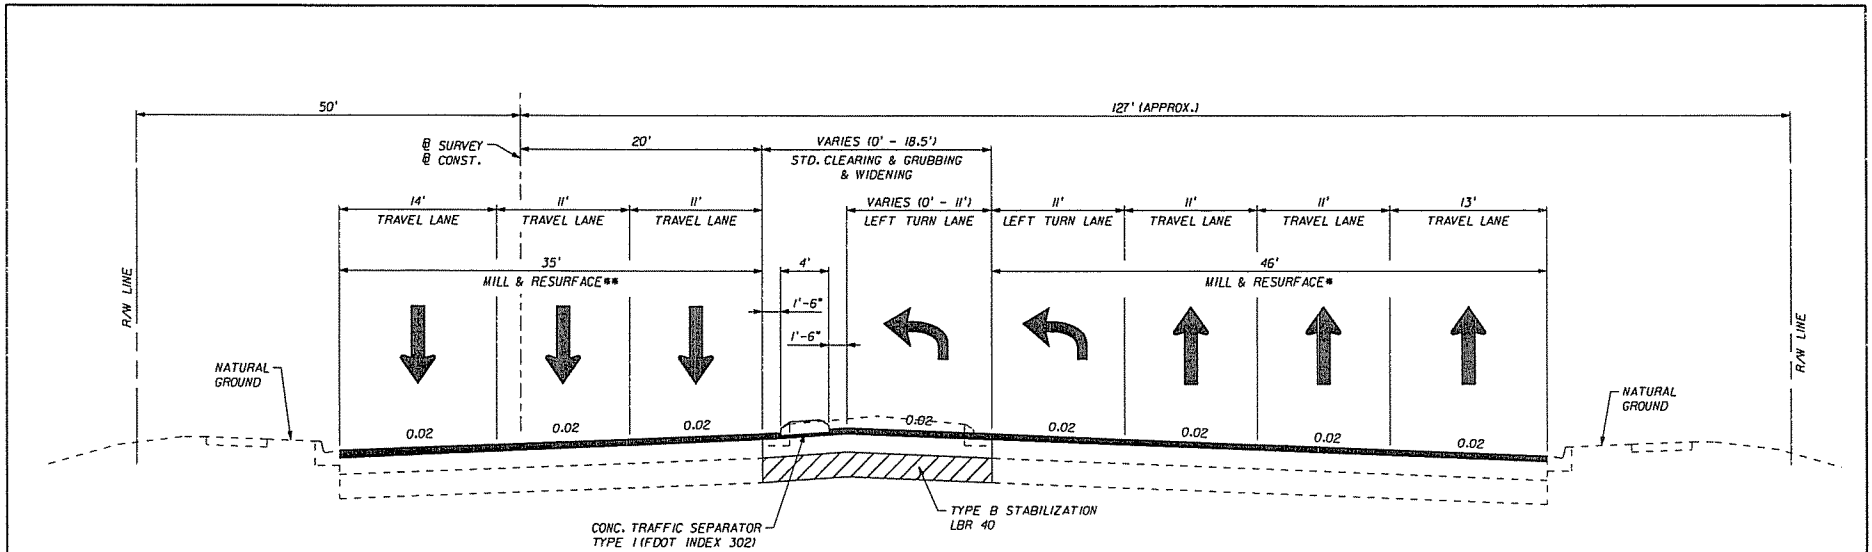 50'
127' (APPROX.)
℄ SURVEY
℄ CONST.
20'
VARIES (0' - 18.5')
STD. CLEARING & GRUBBING
& WIDENING
14'
TRAVEL LANE
11'
TRAVEL LANE
11'
TRAVEL LANE
VARIES (0' - 11')
LEFT TURN LANE
11'
LEFT TURN LANE
11'
TRAVEL LANE
11'
TRAVEL LANE
13'
TRAVEL LANE
35'
MILL & RESURFACE**
4'
46'
MILL & RESURFACE*
1'-6"
1'-6"
R/W LINE
R/W LINE
NATURAL
GROUND
NATURAL
GROUND
0.02
0.02
0.02
0.02
0.02
0.02
0.02
0.02
TYPE B STABILIZATION
LBR 40
CONC. TRAFFIC SEPARATOR
TYPE I (FDOT INDEX 302)